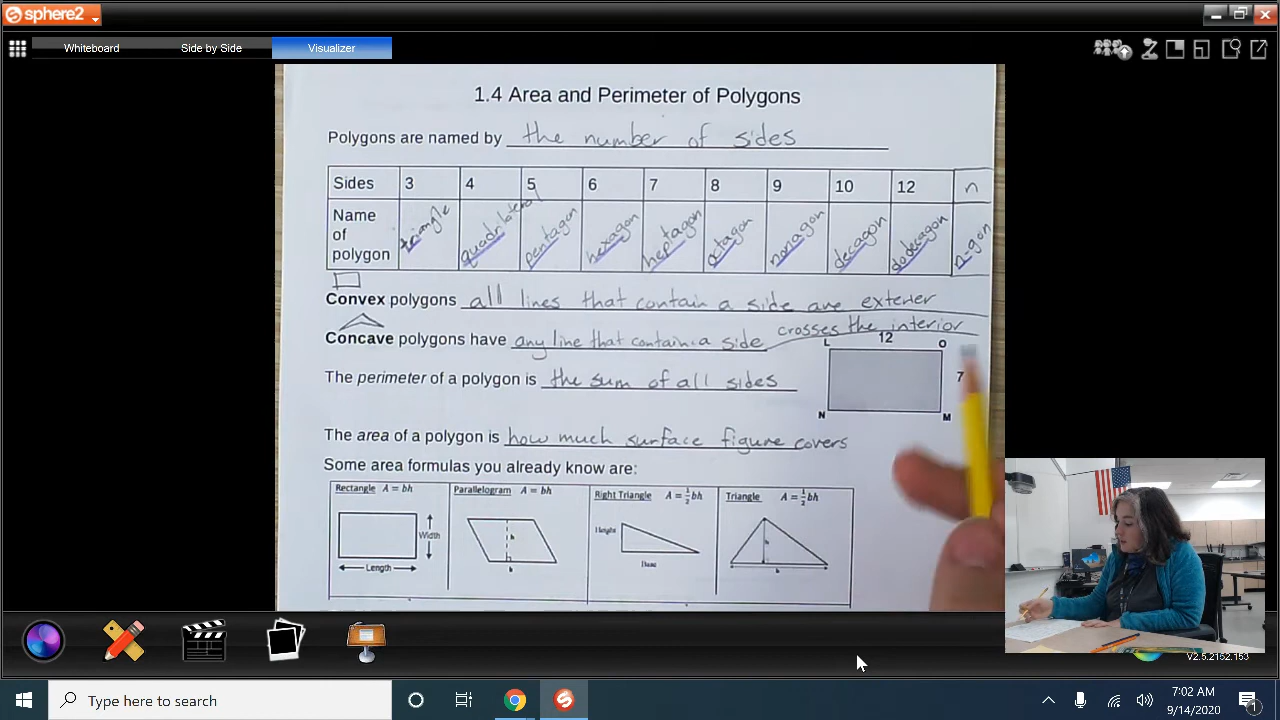 sphere2
Whiteboard Side by Side Visualizer
1.4 Area and Perimeter of Polygons
Polygons are named by the number of sides
Sides 3 4 5 6 7 8 9 10 12 n
Name of polygon triangle quadrilateral pentagon hexagon heptagon octagon nonagon decagon dodecagon n-gon
Convex polygons all lines that contain a side are exterier
Concave polygons have any line that contain a side crosses the interior
L 12 O
7
N M
The perimeter of a polygon is the sum of all sides
The area of a polygon is how much surface figure covers
Some area formulas you already know are:
Rectangle A = bh Parallelogram A = bh Right Triangle A = ½bh Triangle A = ½bh
Width
Length
h
b
Height
Base
h
b
V2.5.2152.153
Type here to search
7:02 AM
9/14/2020
1